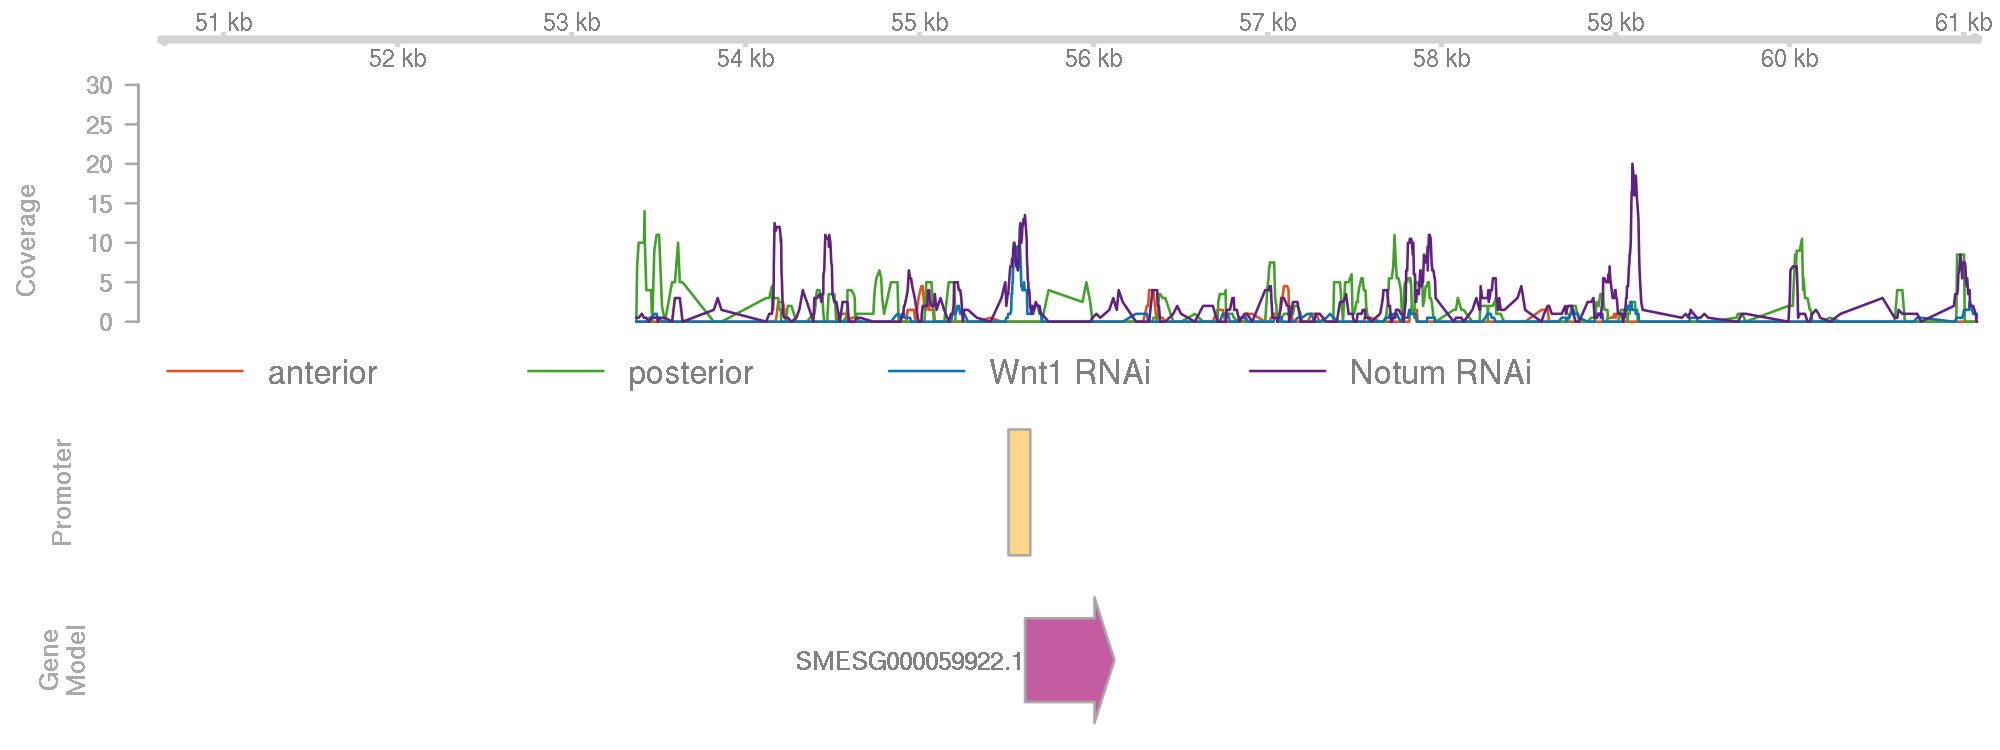 51 kb 53 kb 55 kb 57 kb 59 kb 61 kb
52 kb 54 kb 56 kb 58 kb 60 kb
30
25
20
15
10
5
0
Coverage
anterior posterior Wnt1 RNAi Notum RNAi
Promoter
Gene
Model
SMESG000059922.1